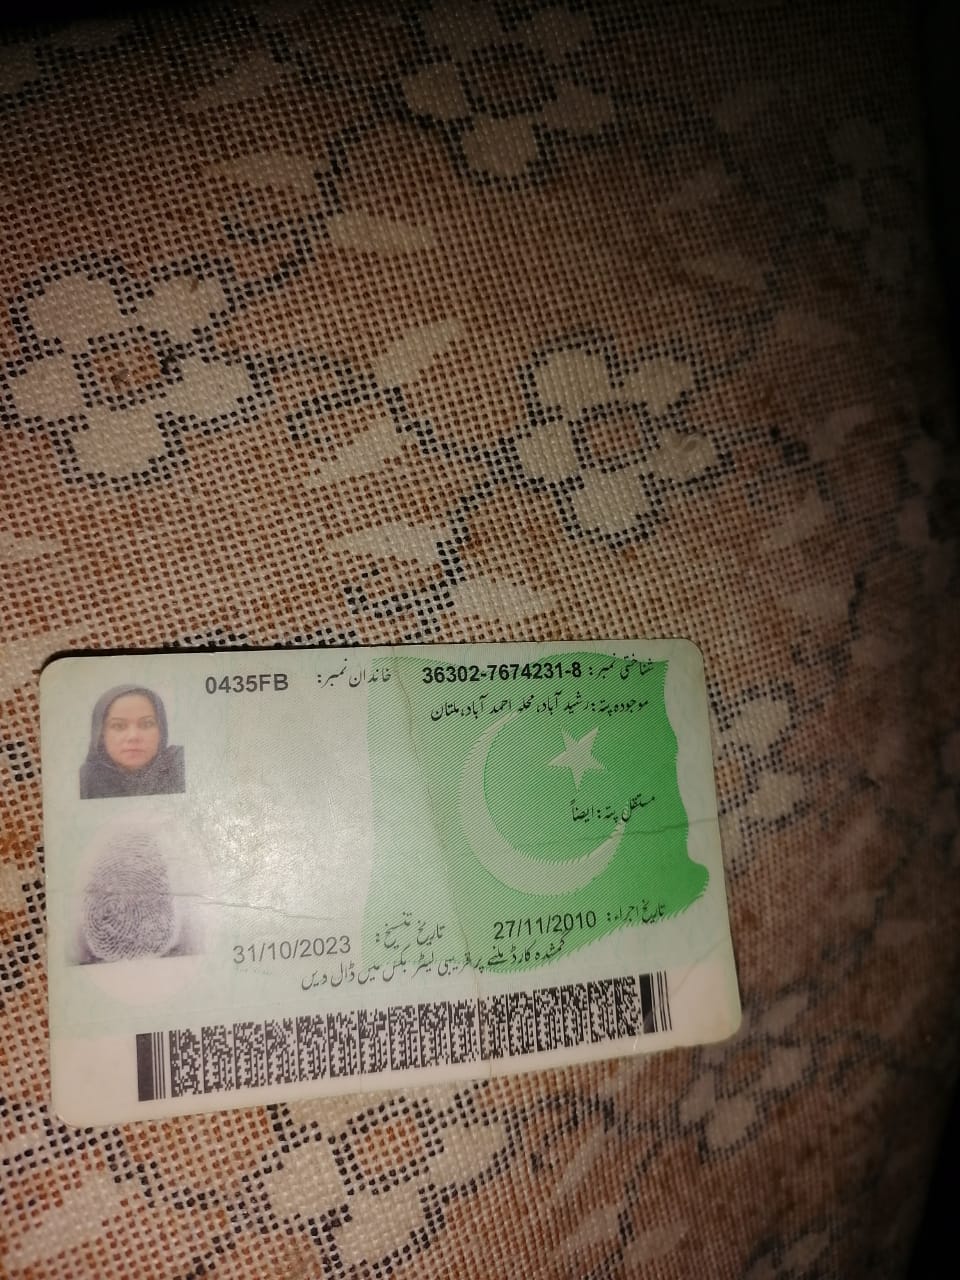 شناختی نمبر: 36302-7674231-8 خاندان نمبر: 0435FB
موجودہ پتہ: رشید آباد، محلہ احمد آباد، ملتان
مستقل پتہ: ایضاً
تاریخ اجراء: 27/11/2010 تاریخ تنسیخ: 31/10/2023
گمشدہ کارڈ ملنے پر قریبی لیٹر بکس میں ڈال دیں